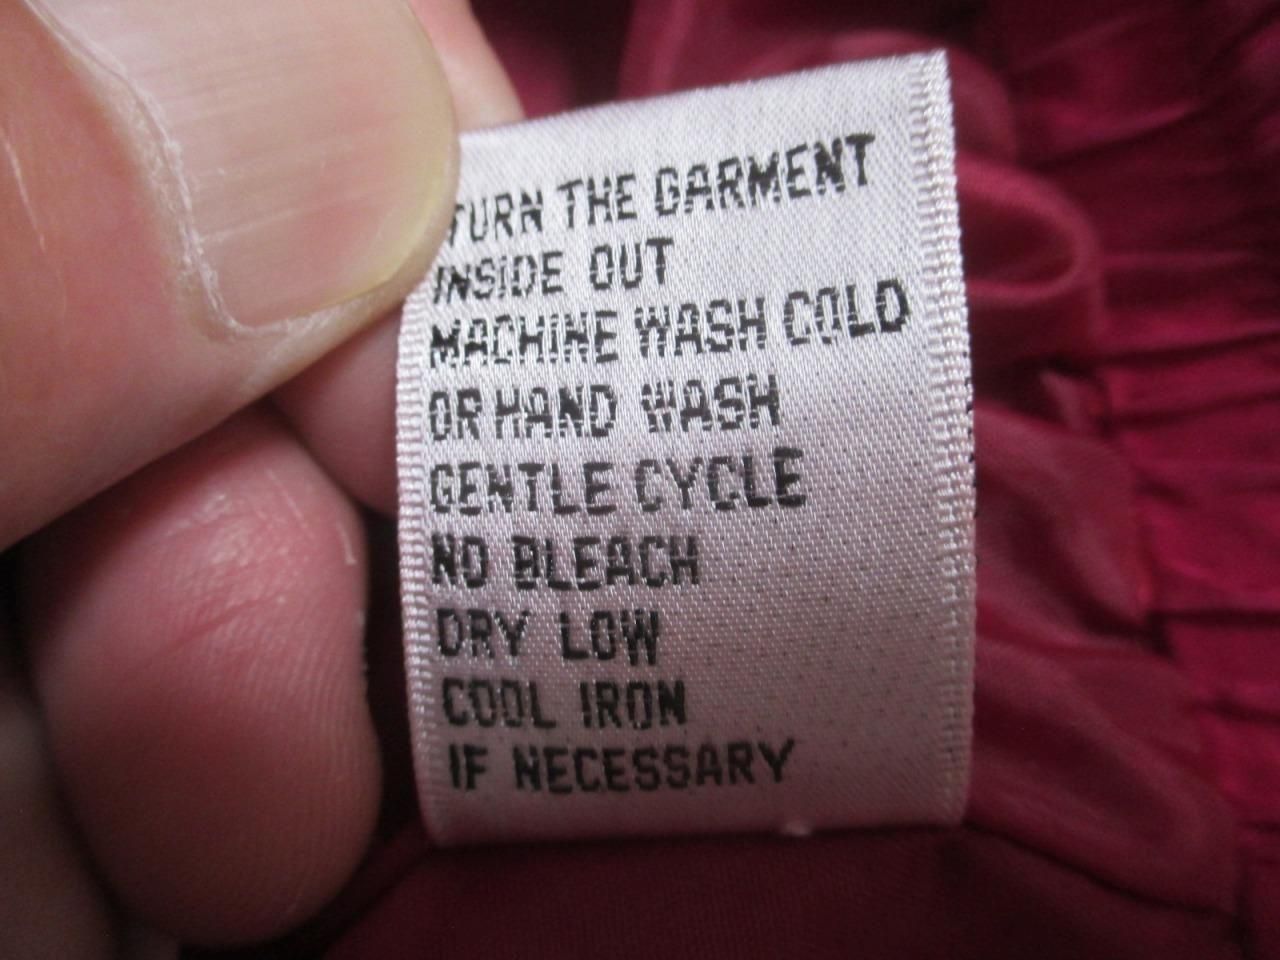 TURN THE GARMENT
INSIDE OUT
MACHINE WASH COLD
OR HAND WASH
GENTLE CYCLE
NO BLEACH
DRY LOW
COOL IRON
IF NECESSARY